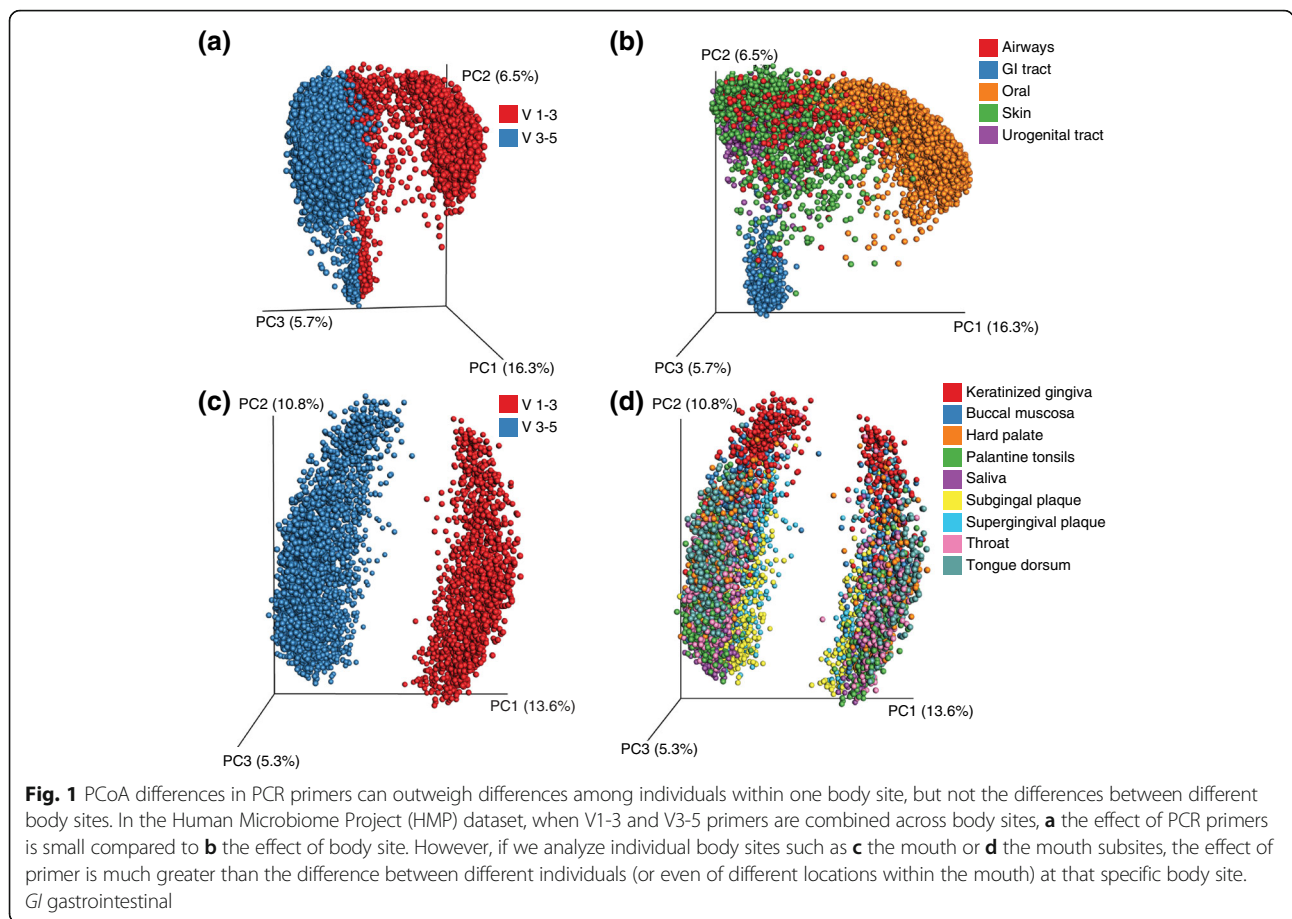 (a)
PC2 (6.5%)
V 1-3
V 3-5
PC3 (5.7%)
PC1 (16.3%)
(b)
PC2 (6.5%)
Airways
GI tract
Oral
Skin
Urogenital tract
PC1 (16.3%)
PC3 (5.7%)
(c)
PC2 (10.8%)
V 1-3
V 3-5
PC1 (13.6%)
PC3 (5.3%)
(d)
PC2 (10.8%)
Keratinized gingiva
Buccal muscosa
Hard palate
Palantine tonsils
Saliva
Subgingal plaque
Supergingival plaque
Throat
Tongue dorsum
PC1 (13.6%)
PC3 (5.3%)
Fig. 1 PCoA differences in PCR primers can outweigh differences among individuals within one body site, but not the differences between different
body sites. In the Human Microbiome Project (HMP) dataset, when V1-3 and V3-5 primers are combined across body sites, a the effect of PCR primers
is small compared to b the effect of body site. However, if we analyze individual body sites such as c the mouth or d the mouth subsites, the effect of
primer is much greater than the difference between different individuals (or even of different locations within the mouth) at that specific body site.
GI gastrointestinal